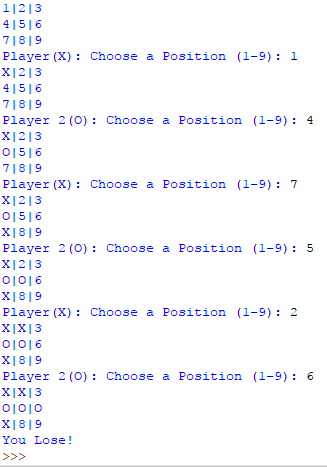 1|2|3
4|5|6
7|8|9
Player(X): Choose a Position (1-9): 1
X|2|3
4|5|6
7|8|9
Player 2(O): Choose a Position (1-9): 4
X|2|3
O|5|6
7|8|9
Player(X): Choose a Position (1-9): 7
X|2|3
O|5|6
X|8|9
Player 2(O): Choose a Position (1-9): 5
X|2|3
O|O|6
X|8|9
Player(X): Choose a Position (1-9): 2
X|X|3
O|O|6
X|8|9
Player 2(O): Choose a Position (1-9): 6
X|X|3
O|O|O
X|8|9
You Lose!
>>>